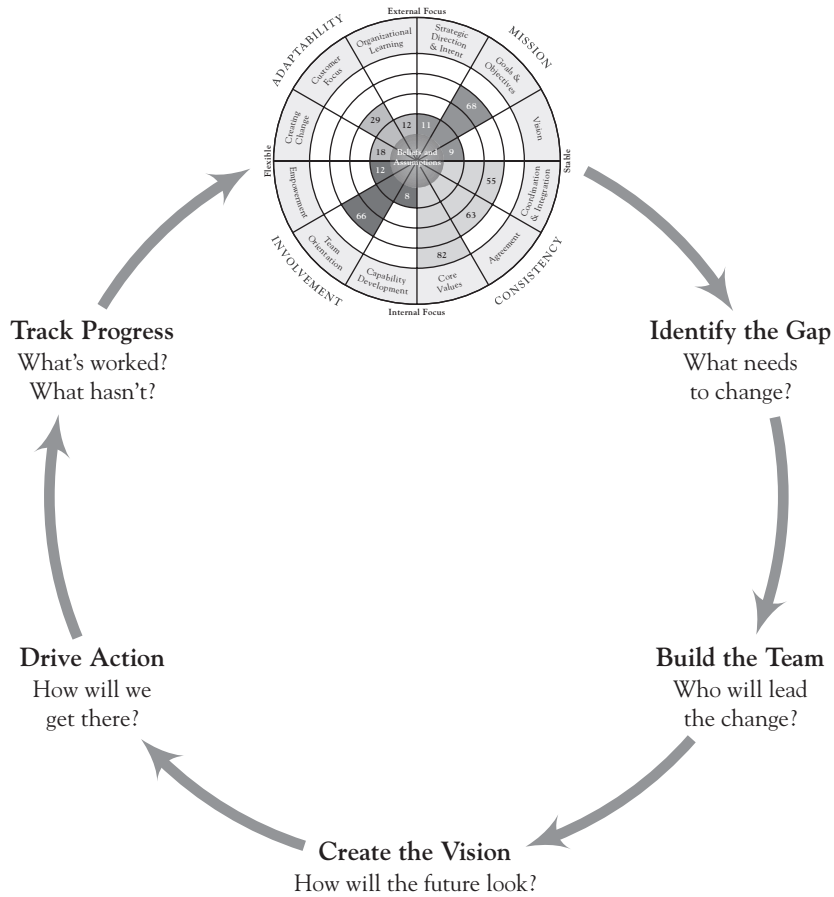 External Focus
ADAPTABILITY
MISSION
Organizational
Learning
Strategic
Direction
& Intent
Customer
Focus
Goals &
Objectives
Creating
Change
Vision
68
29
12
11
18
9
Beliefs and
Assumptions
Flexible
Stable
12
55
Empowerment
Coordination
& Integration
8
66
63
Team
Orientation
Agreement
82
Capability
Development
Core
Values
INVOLVEMENT
CONSISTENCY
Internal Focus
Identify the Gap
What needs
to change?
Build the Team
Who will lead
the change?
Create the Vision
How will the future look?
Drive Action
How will we
get there?
Track Progress
What’s worked?
What hasn’t?